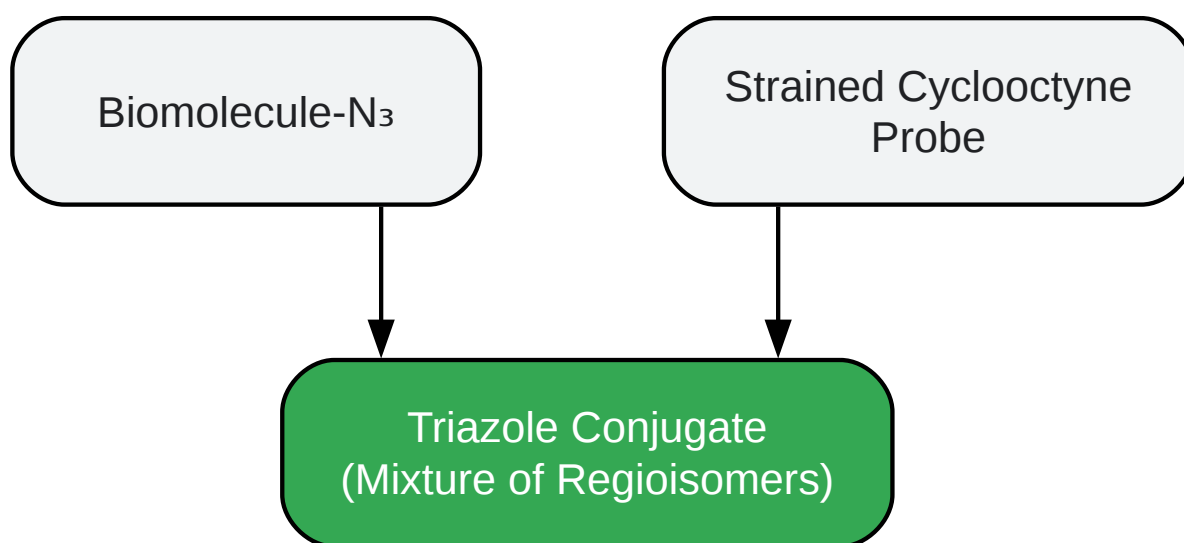 Biomolecule-N₃
Strained Cyclooctyne
Probe
Triazole Conjugate
(Mixture of Regioisomers)